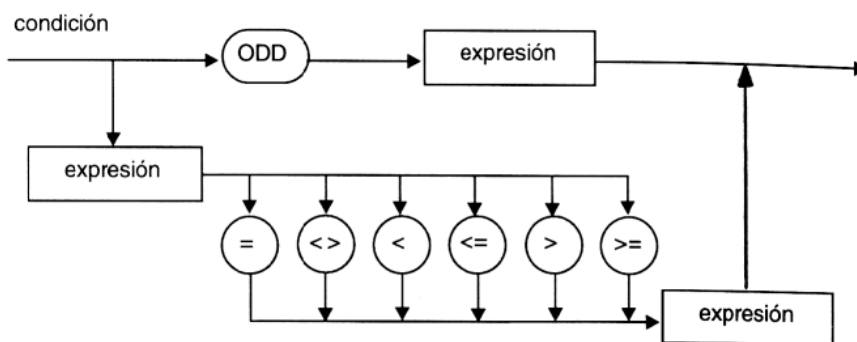 condición
ODD
expresión
expresión
= <> < <= > >=
expresión